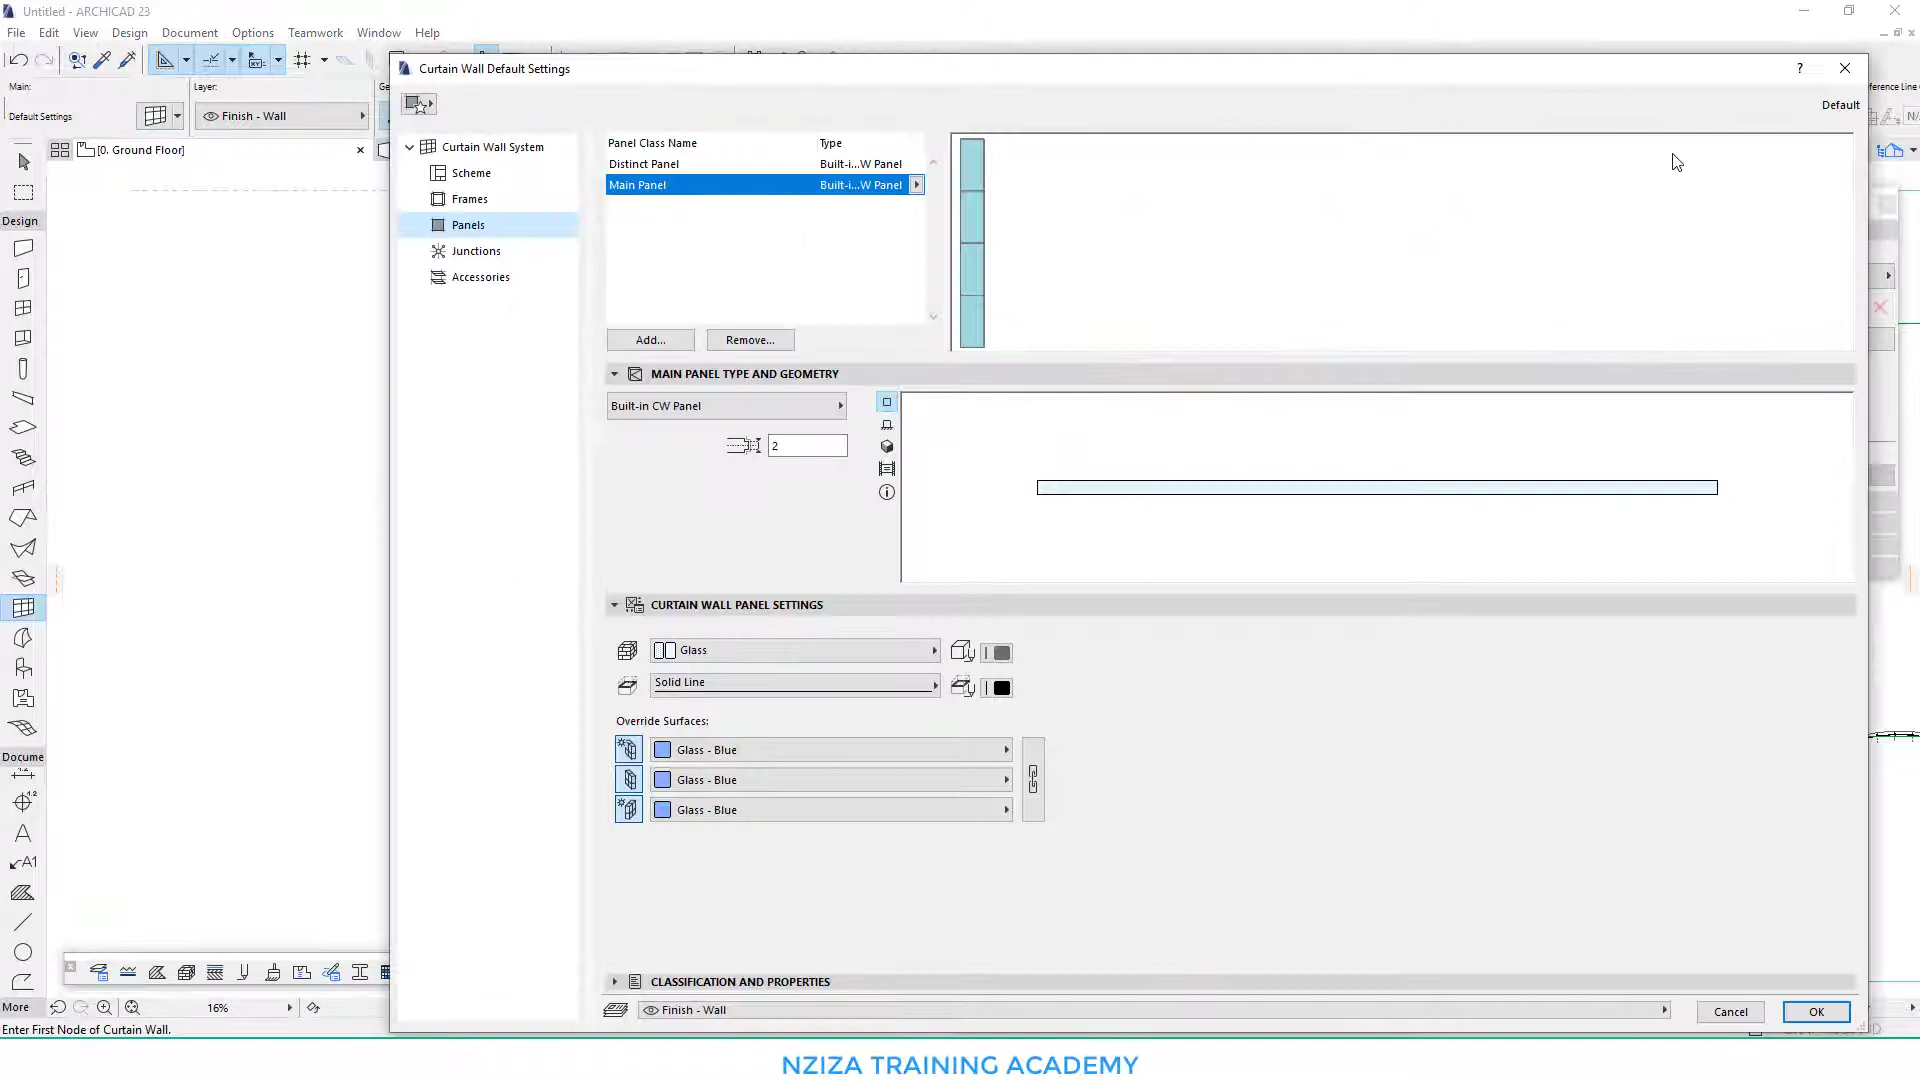 Untitled - ARCHICAD 23
File Edit View Design Document Options Teamwork Window Help
Curtain Wall Default Settings
?
Main:
Layer:
Default Settings
Finish - Wall
Default
[0. Ground Floor]
Curtain Wall System
Scheme
Frames
Panels
Junctions
Accessories
Panel Class Name Type
Distinct Panel Built-i...W Panel
Main Panel Built-i...W Panel
Add...
Remove...
Design
MAIN PANEL TYPE AND GEOMETRY
Built-in CW Panel
2
CURTAIN WALL PANEL SETTINGS
Glass
Solid Line
Override Surfaces:
Glass - Blue
Glass - Blue
Glass - Blue
Docume
1.2
A
A1
CLASSIFICATION AND PROPERTIES
Finish - Wall
Cancel
OK
More
16%
Enter First Node of Curtain Wall.
NZIZA TRAINING ACADEMY